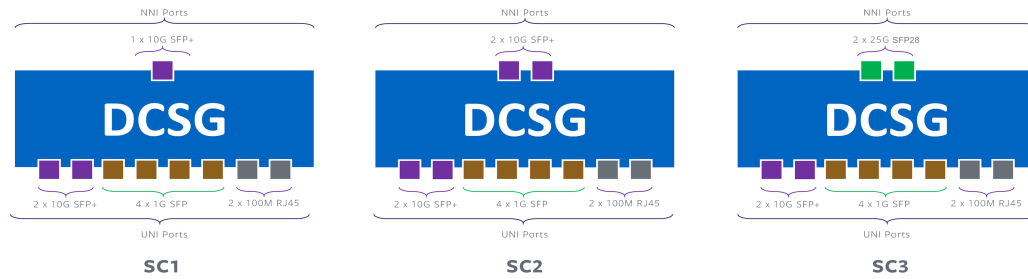 NNI Ports
1 x 10G SFP+
DCSG
2 x 10G SFP+
4 x 1G SFP
2 x 100M RJ45
UNI Ports
SC1
NNI Ports
2 x 10G SFP+
DCSG
2 x 10G SFP+
4 x 1G SFP
2 x 100M RJ45
UNI Ports
SC2
NNI Ports
2 x 25G SFP28
DCSG
2 x 10G SFP+
4 x 1G SFP
2 x 100M RJ45
UNI Ports
SC3